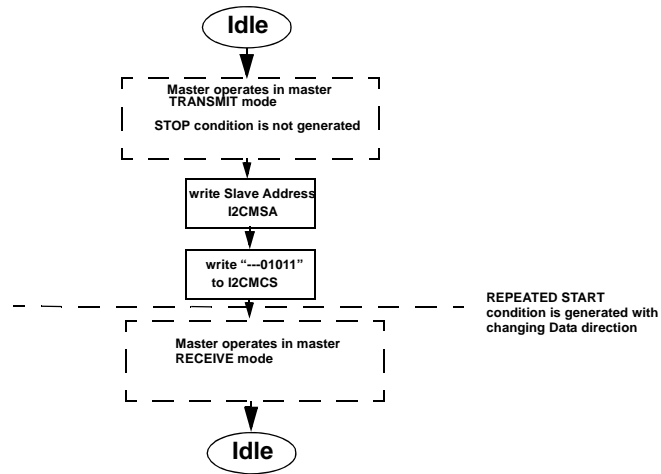 Idle
Master operates in master
TRANSMIT mode
STOP condition is not generated
write Slave Address
I2CMSA
write “---01011”
to I2CMCS
REPEATED START
condition is generated with
changing Data direction
Master operates in master
RECEIVE mode
Idle